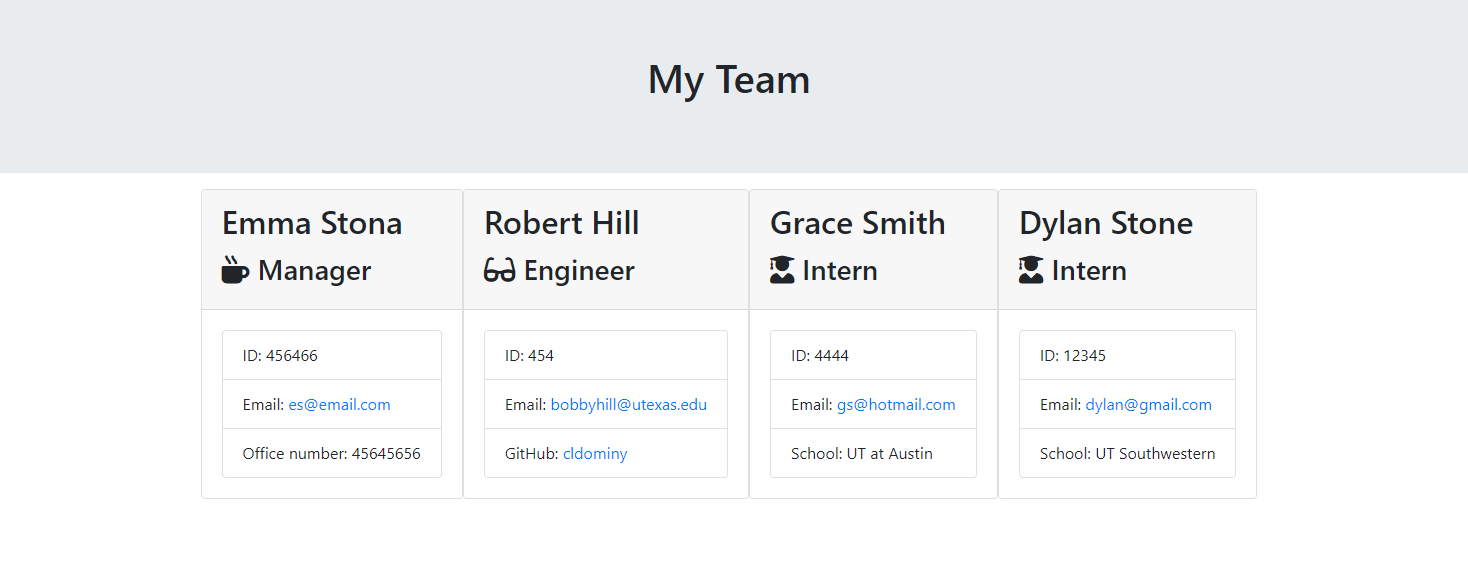 My Team
Emma Stona
Manager
ID: 456466
Email: es@email.com
Office number: 45645656
Robert Hill
Engineer
ID: 454
Email: bobbyhill@utexas.edu
GitHub: cldominy
Grace Smith
Intern
ID: 4444
Email: gs@hotmail.com
School: UT at Austin
Dylan Stone
Intern
ID: 12345
Email: dylan@gmail.com
School: UT Southwestern